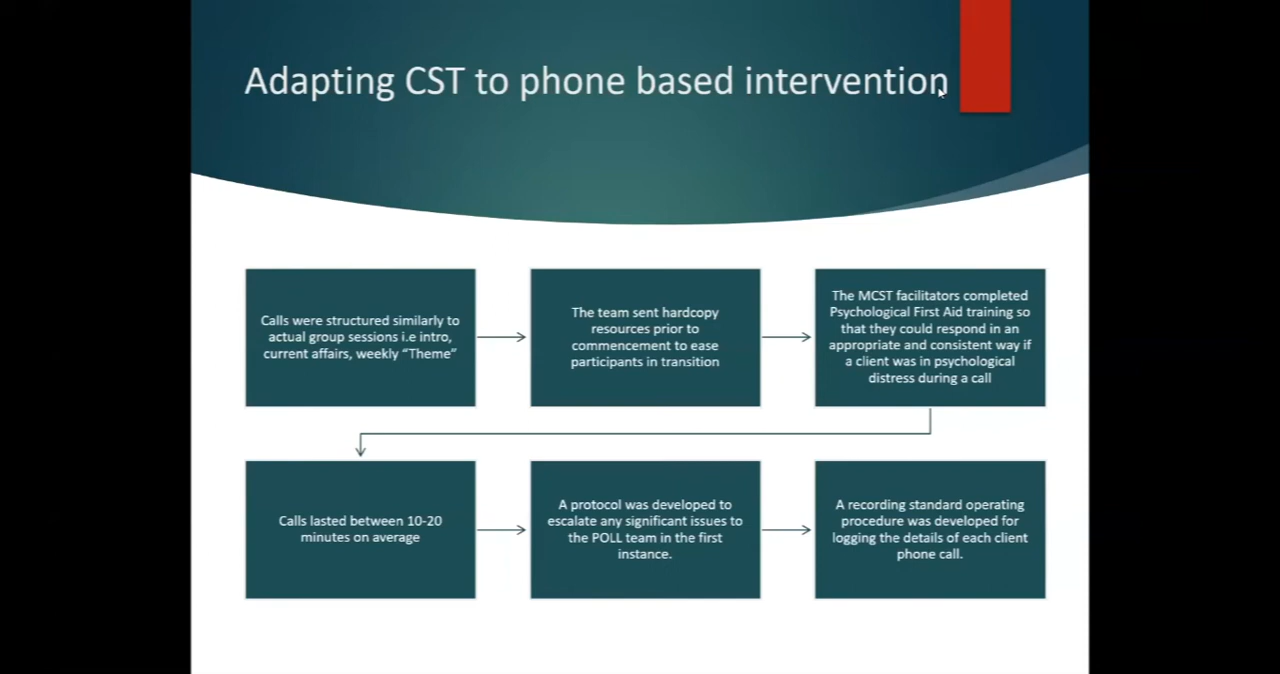 Adapting CST to phone based intervention
Calls were structured similarly to
actual group sessions i.e intro,
current affairs, weekly “Theme”
The team sent hardcopy
resources prior to
commencement to ease
participants in transition
The MCST facilitators completed
Psychological First Aid training so
that they could respond in an
appropriate and consistent way if
a client was in psychological
distress during a call
Calls lasted between 10-20
minutes on average
A protocol was developed to
escalate any significant issues to
the POLL team in the first
instance.
A recording standard operating
procedure was developed for
logging the details of each client
phone call.